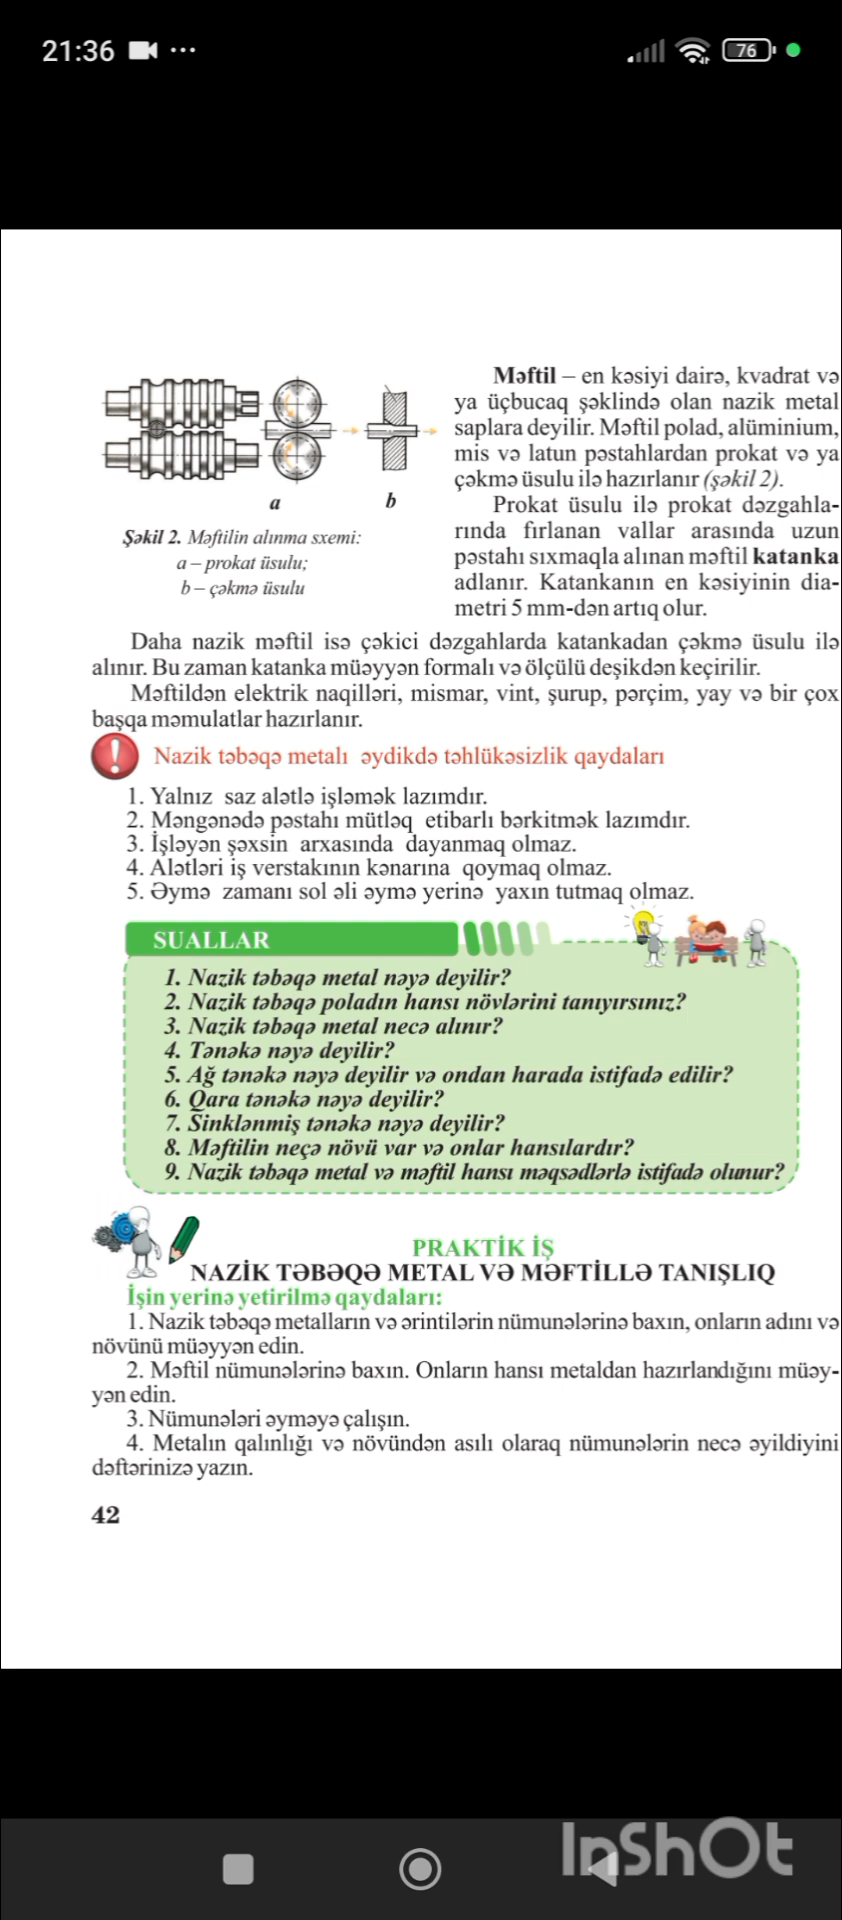 21:36
76
Məftil – en kəsiyi dairə, kvadrat və
ya üçbucaq şəklində olan nazik metal
saplara deyilir. Məftil polad, alüminium,
mis və latun pəstahlardan prokat və ya
çəkmə üsulu ilə hazırlanır (şəkil 2).
Prokat üsulu ilə prokat dəzgahla-
rında fırlanan vallar arasında uzun
pəstahı sıxmaqla alınan məftil katanka
adlanır. Katankanın en kəsiyinin dia-
metri 5 mm-dən artıq olur.
a
b
Şəkil 2. Məftilin alınma sxemi:
a – prokat üsulu;
b – çəkmə üsulu
Daha nazik məftil isə çəkici dəzgahlarda katankadan çəkmə üsulu ilə
alınır. Bu zaman katanka müəyyən formalı və ölçülü deşikdən keçirilir.
Məftildən elektrik naqilləri, mismar, vint, şurup, pərçim, yay və bir çox
başqa məmulatlar hazırlanır.
! Nazik təbəqə metalı əydikdə təhlükəsizlik qaydaları
1. Yalnız saz alətlə işləmək lazımdır.
2. Məngənədə pəstahı mütləq etibarlı bərkitmək lazımdır.
3. İşləyən şəxsin arxasında dayanmaq olmaz.
4. Alətləri iş verstakının kənarına qoymaq olmaz.
5. Əymə zamanı sol əli əymə yerinə yaxın tutmaq olmaz.
SUALLAR
1. Nazik təbəqə metal nəyə deyilir?
2. Nazik təbəqə poladın hansı növlərini tanıyırsınız?
3. Nazik təbəqə metal necə alınır?
4. Tənəkə nəyə deyilir?
5. Ağ tənəkə nəyə deyilir və ondan harada istifadə edilir?
6. Qara tənəkə nəyə deyilir?
7. Sinklənmiş tənəkə nəyə deyilir?
8. Məftilin neçə növü var və onlar hansılardır?
9. Nazik təbəqə metal və məftil hansı məqsədlərlə istifadə olunur?
PRAKTİK İŞ
NAZİK TƏBƏQƏ METAL VƏ MƏFTİLLƏ TANIŞLIQ
İşin yerinə yetirilmə qaydaları:
1. Nazik təbəqə metalların və ərintilərin nümunələrinə baxın, onların adını və
növünü müəyyən edin.
2. Məftil nümunələrinə baxın. Onların hansı metaldan hazırlandığını müəy-
yən edin.
3. Nümunələri əyməyə çalışın.
4. Metalın qalınlığı və növündən asılı olaraq nümunələrin necə əyildiyini
dəftərinizə yazın.
42
InShOt